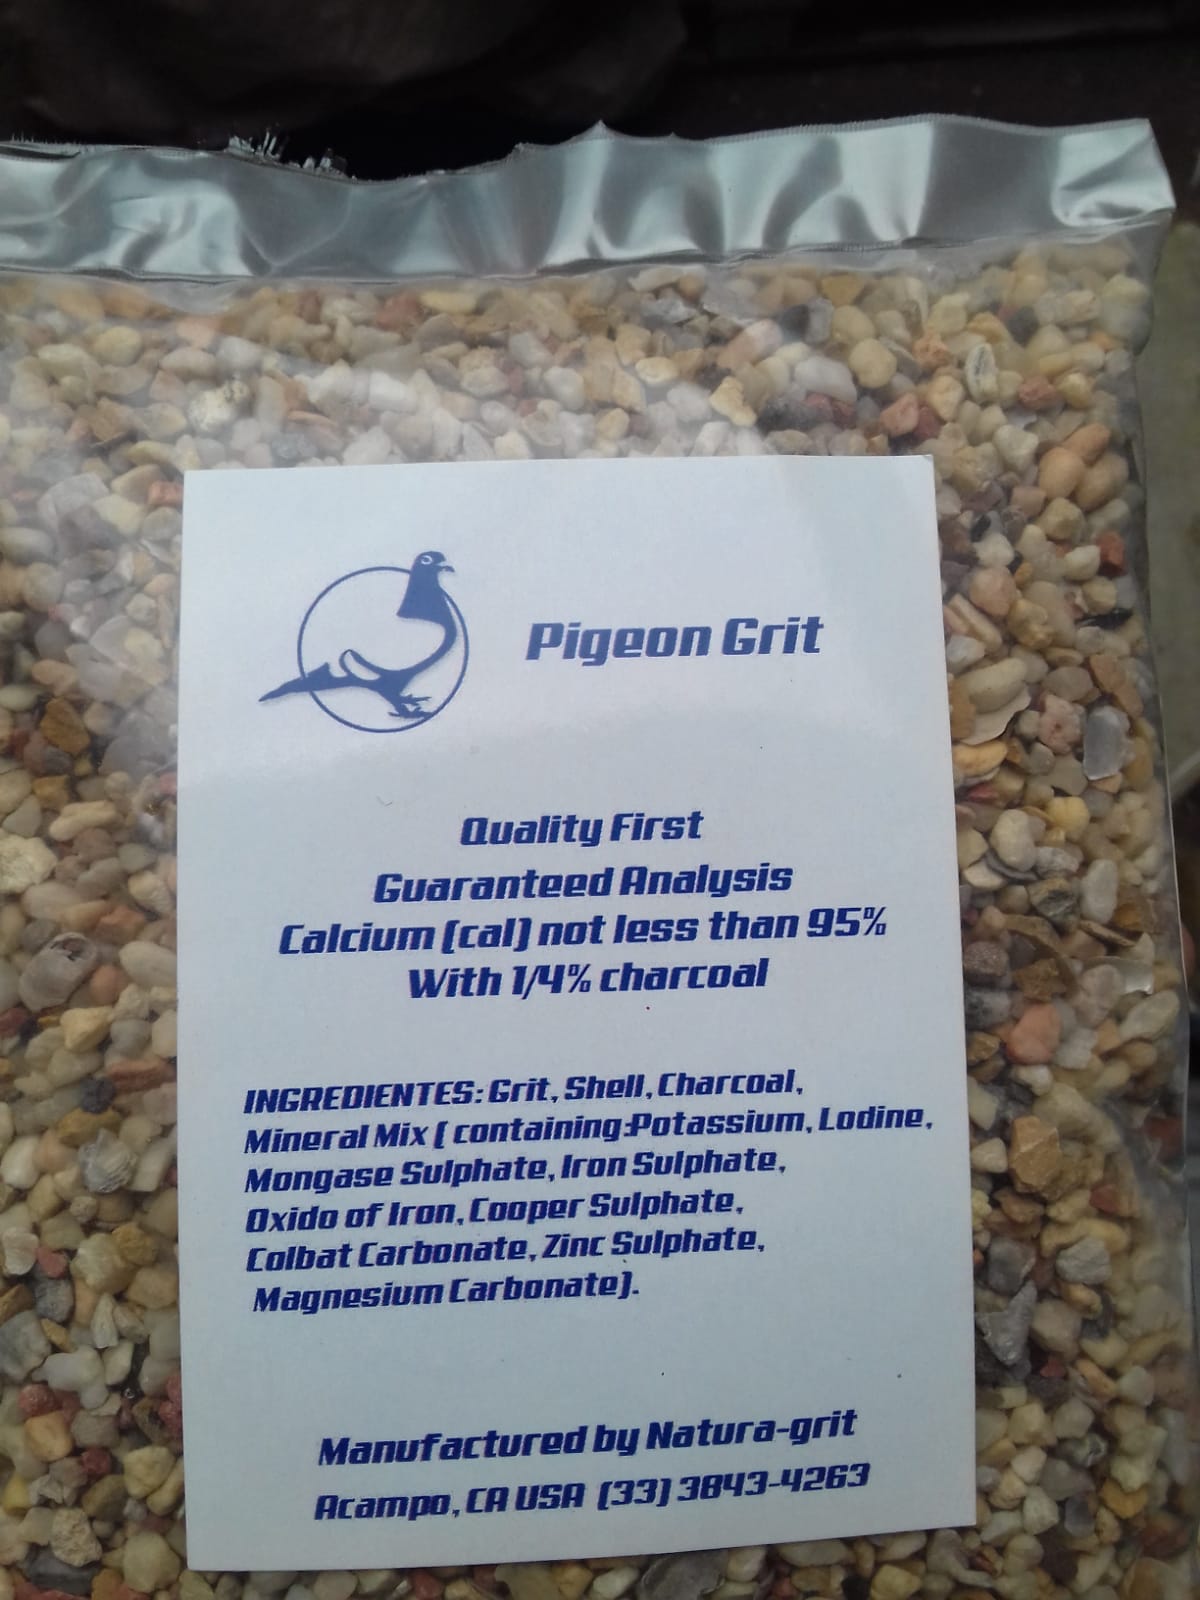 Pigeon Grit
Quality First
Guaranteed Analysis
Calcium (cal) not less than 95%
With 1/4% charcoal
INGREDIENTES: Grit, Shell, Charcoal,
Mineral Mix ( containing:Potassium, Lodine,
Mongase Sulphate, Iron Sulphate,
Oxido of Iron, Cooper Sulphate,
Colbat Carbonate, Zinc Sulphate,
Magnesium Carbonate).
Manufactured by Natura-grit
Acampo, CA USA (33) 3843-4263